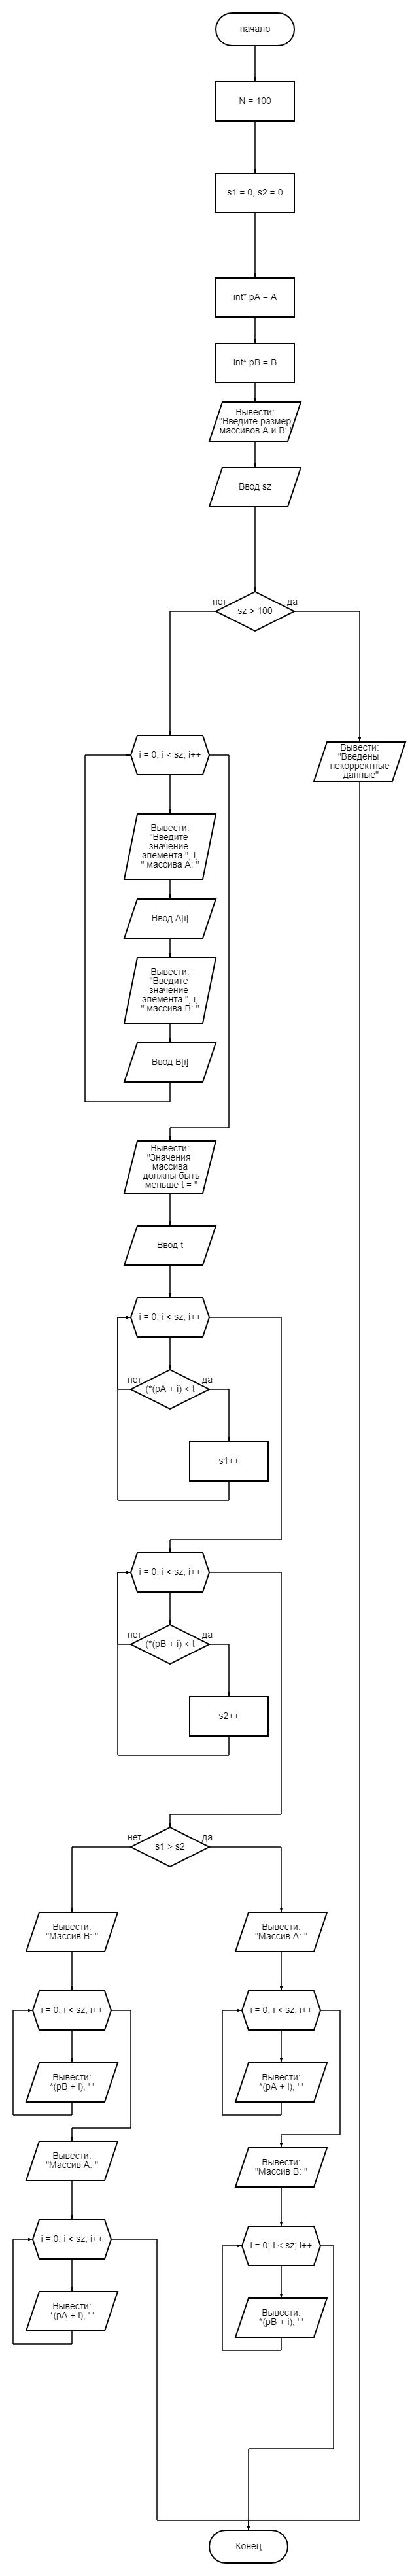 начало
N = 100
s1 = 0, s2 = 0
int* pA = A
int* pB = B
Вывести:
"Введите размер
массивов А и В: "
Ввод sz
sz > 100
нет
да
Вывести:
"Введены
некорректные
данные"
i = 0; i < sz; i++
Вывести:
"Введите
значение
элемента ", i,
" массива А: "
Ввод A[i]
Вывести:
"Введите
значение
элемента ", i,
" массива В: "
Ввод B[i]
Вывести:
"Значения
массива
должны быть
меньше t = "
Ввод t
i = 0; i < sz; i++
нет
да
(*(pA + i) < t
s1++
i = 0; i < sz; i++
нет
да
(*(pB + i) < t
s2++
нет
да
s1 > s2
Вывести:
"Массив В: "
i = 0; i < sz; i++
Вывести:
*(pB + i), ' '
Вывести:
"Массив А: "
i = 0; i < sz; i++
Вывести:
*(pA + i), ' '
Вывести:
"Массив А: "
i = 0; i < sz; i++
Вывести:
*(pA + i), ' '
Вывести:
"Массив В: "
i = 0; i < sz; i++
Вывести:
*(pB + i), ' '
Конец